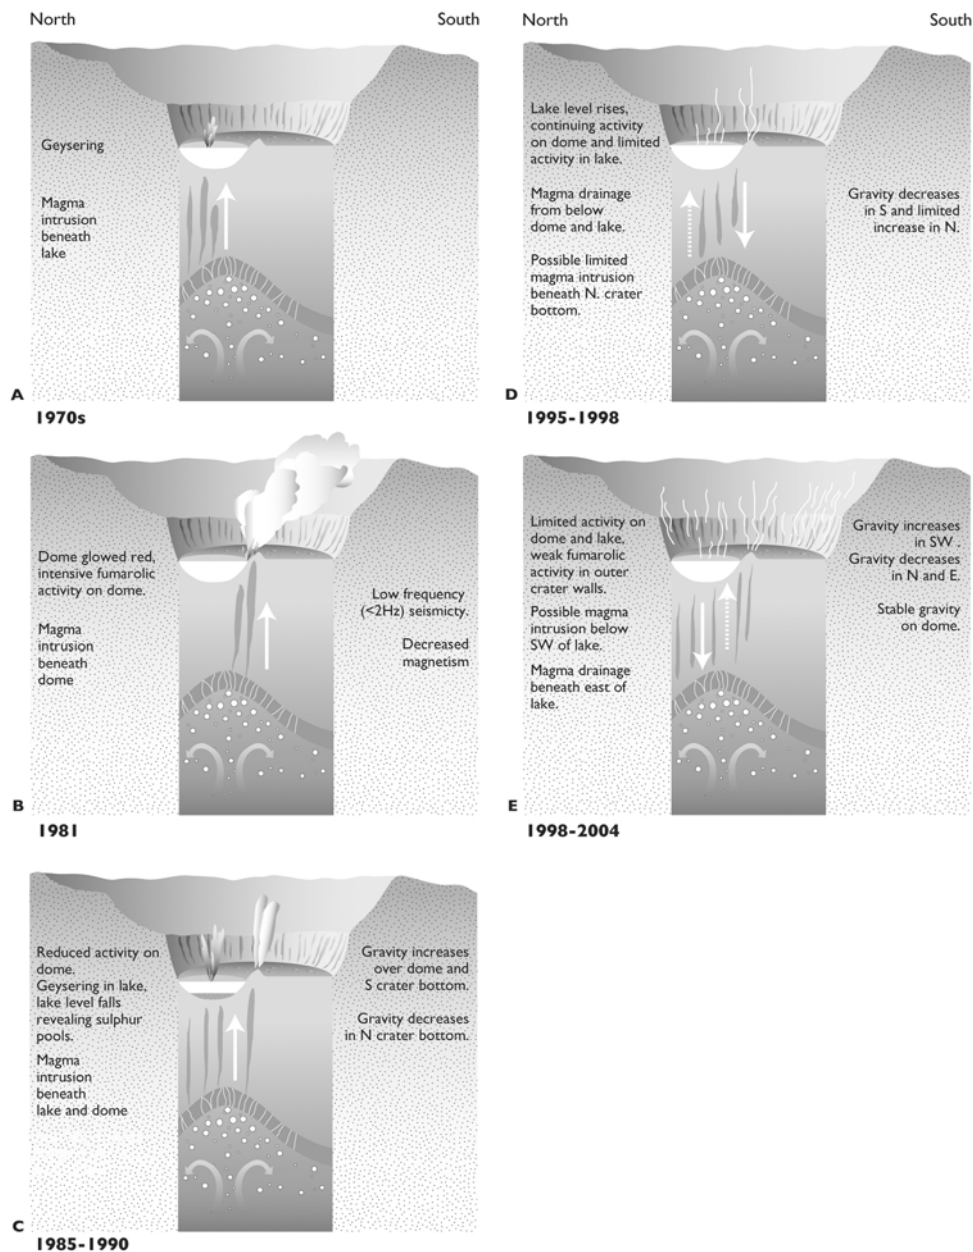 North
South
Geysering
Magma
intrusion
beneath
lake
A
1970s
Dome glowed red,
intensive fumarolic
activity on dome.
Magma
intrusion
beneath
dome
Low frequency
(<2Hz) seismicty.
Decreased
magnetism
B
1981
Reduced activity on
dome.
Geysering in lake,
lake level falls
revealing sulphur
pools.
Magma
intrusion
beneath
lake and dome
Gravity increases
over dome and
S crater bottom.
Gravity decreases
in N crater bottom.
C
1985-1990
North
South
Lake level rises,
continuing activity
on dome and limited
activity in lake.
Magma drainage
from below
dome and lake.
Possible limited
magma intrusion
beneath N. crater
bottom.
Gravity decreases
in S and limited
increase in N.
D
1995-1998
Limited activity on
dome and lake,
weak fumarolic
activity in outer
crater walls.
Possible magma
intrusion below
SW of lake.
Magma drainage
beneath east of
lake.
Gravity increases
in SW .
Gravity decreases
in N and E.
Stable gravity
on dome.
E
1998-2004